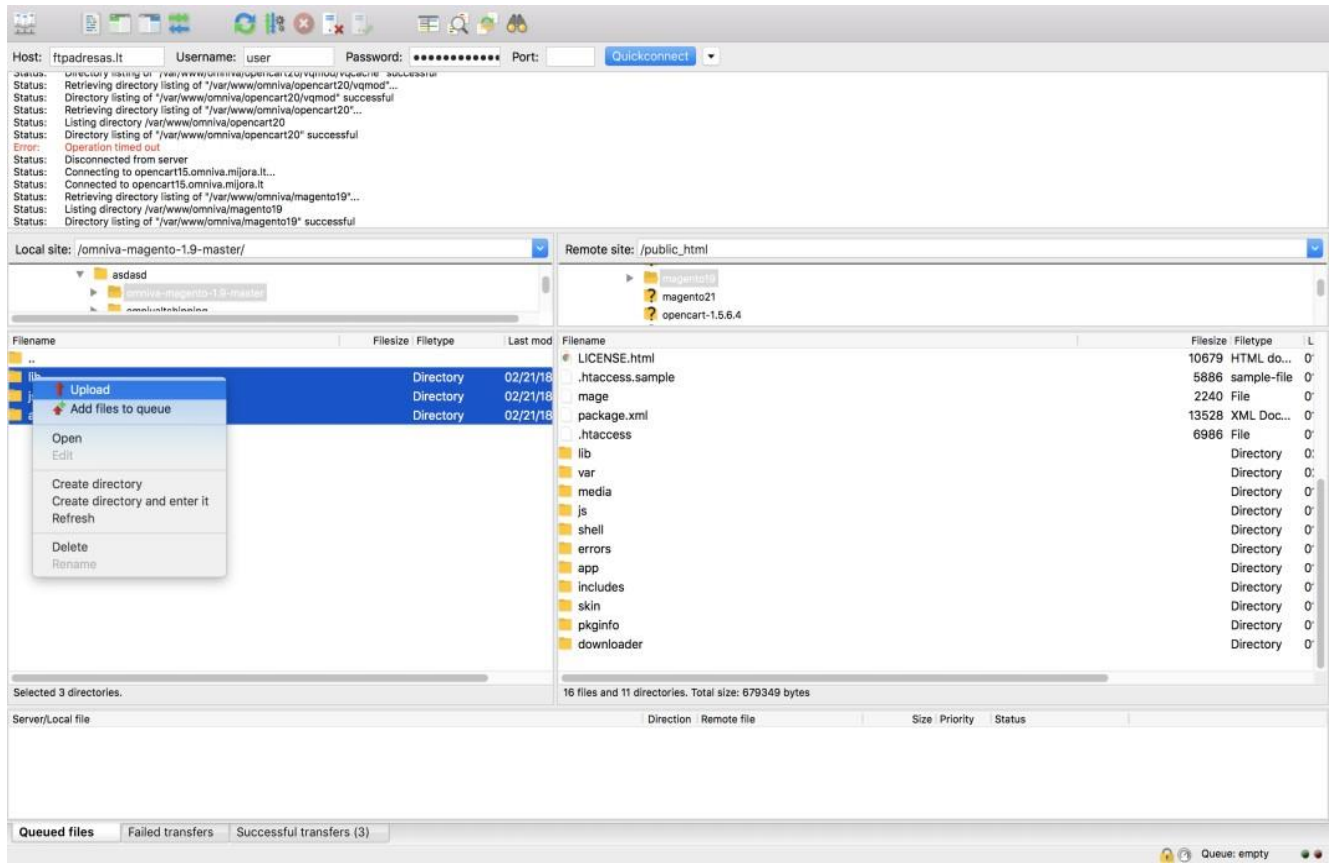 Host: ftpadresas.lt Username: user Password: ●●●●●●●●●●●● Port: Quickconnect
Status: Directory listing of "/var/www/omniva/opencart20/vqmod/vqcache" successful
Status: Retrieving directory listing of "/var/www/omniva/opencart20/vqmod"...
Status: Directory listing of "/var/www/omniva/opencart20/vqmod" successful
Status: Retrieving directory listing of "/var/www/omniva/opencart20"...
Status: Listing directory /var/www/omniva/opencart20
Status: Directory listing of "/var/www/omniva/opencart20" successful
Error: Operation timed out
Status: Disconnected from server
Status: Connecting to opencart15.omniva.mijora.lt...
Status: Connected to opencart15.omniva.mijora.lt
Status: Retrieving directory listing of "/var/www/omniva/magento19"...
Status: Listing directory /var/www/omniva/magento19
Status: Directory listing of "/var/www/omniva/magento19" successful
Local site: /omniva-magento-1.9-master/
asdasd
omniva-magento-1.9-master
Filename Filesize Filetype Last mod
..
lib Directory 02/21/18
Directory 02/21/18
Directory 02/21/18
Upload
Add files to queue
Open
Edit
Create directory
Create directory and enter it
Refresh
Delete
Rename
Selected 3 directories.
Remote site: /public_html
magento19
magento21
opencart-1.5.6.4
Filename Filesize Filetype L
LICENSE.html 10679 HTML do...
.htaccess.sample 5886 sample-file
mage 2240 File
package.xml 13528 XML Doc...
.htaccess 6986 File
lib Directory
var Directory
media Directory
js Directory
shell Directory
errors Directory
app Directory
includes Directory
skin Directory
pkginfo Directory
downloader Directory
16 files and 11 directories. Total size: 679349 bytes
Server/Local file Direction Remote file Size Priority Status
Queued files Failed transfers Successful transfers (3)
Queue: empty